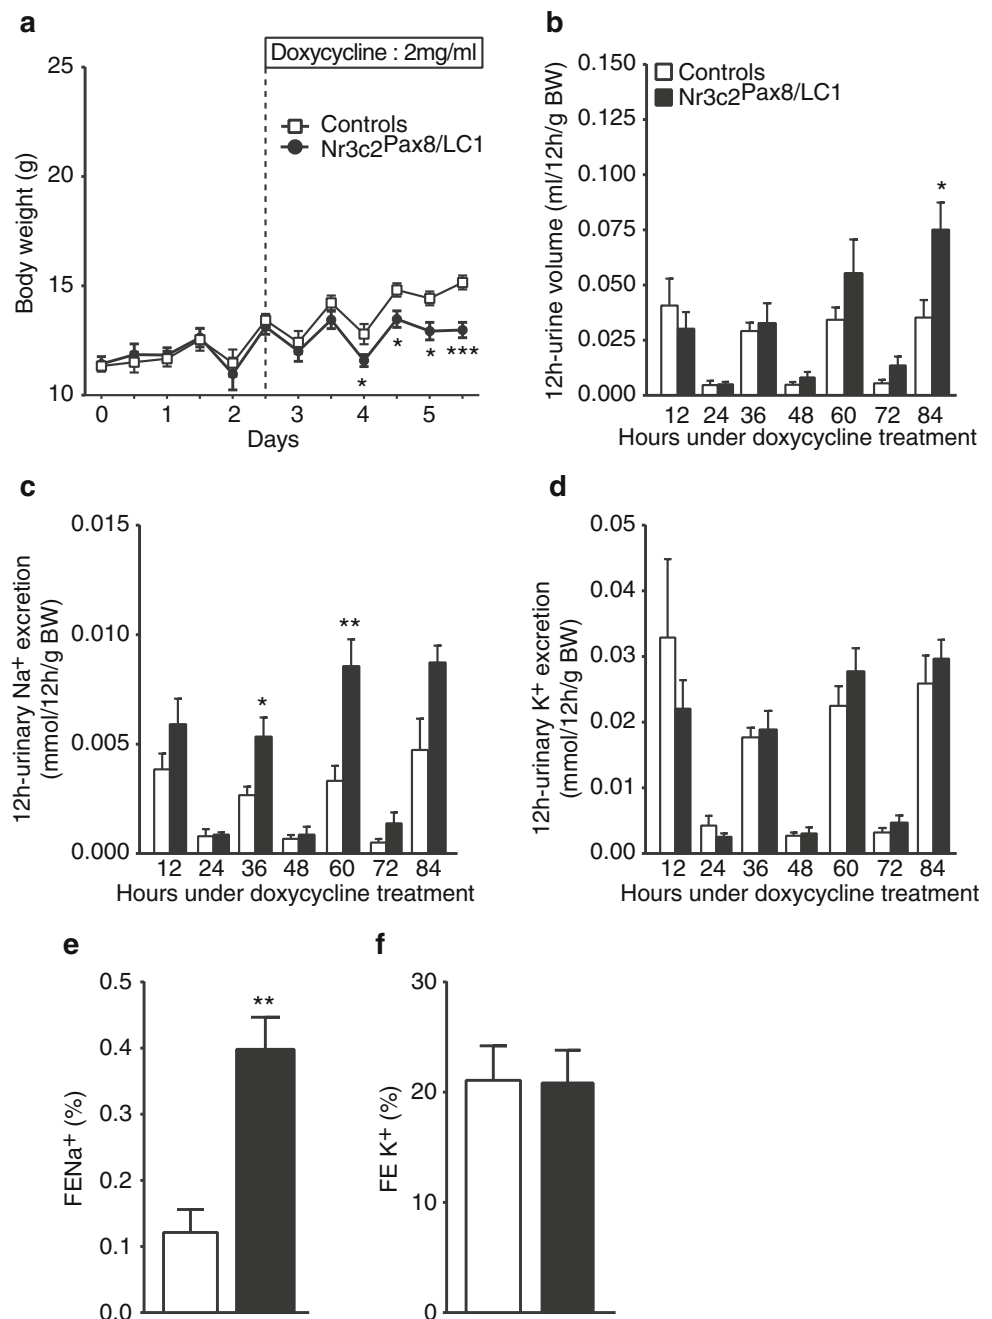 a
Doxycycline : 2mg/ml
25
20
15
10
Body weight (g)
Controls
Nr3c2Pax8/LC1
*
*
*
***
0 1 2 3 4 5
Days
b
0.150
0.125
0.100
0.075
0.050
0.025
0.000
12h-urine volume (ml/12h/g BW)
Controls
Nr3c2Pax8/LC1
*
12 24 36 48 60 72 84
Hours under doxycycline treatment
c
0.015
0.010
0.005
0.000
12h-urinary Na+ excretion
(mmol/12h/g BW)
*
**
12 24 36 48 60 72 84
Hours under doxycycline treatment
d
0.05
0.04
0.03
0.02
0.01
0.00
12h-urinary K+ excretion
(mmol/12h/g BW)
12 24 36 48 60 72 84
Hours under doxycycline treatment
e
0.5
0.4
0.3
0.2
0.1
0.0
FENa+ (%)
**
f
30
20
10
0
FE K+ (%)